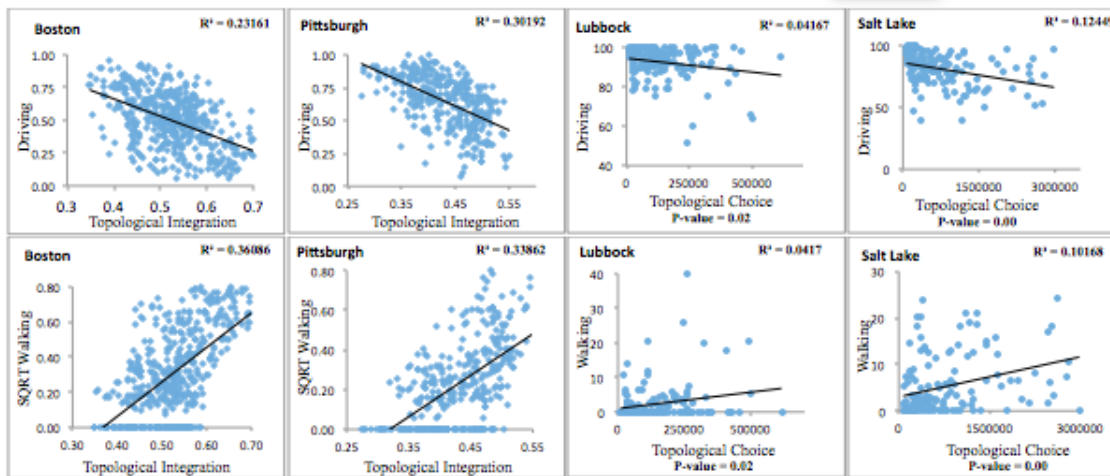 Boston
R² = 0.23161
Driving
1.00
0.75
0.50
0.25
0.00
0.3 0.4 0.5 0.6 0.7
Topological Integration
Pittsburgh
R² = 0.30192
Driving
1.00
0.75
0.50
0.25
0.00
0.25 0.35 0.45 0.55
Topological Integration
Lubbock
R² = 0.04167
Driving
100
80
60
40
0 250000 500000
Topological Choice
P-value = 0.02
Salt Lake
R² = 0.12449
Driving
100
50
0
0 1500000 3000000
Topological Choice
P-value = 0.00
Boston
R² = 0.36086
SQRT Walking
0.80
0.60
0.40
0.20
0.00
0.30 0.40 0.50 0.60 0.70
Topological Integration
Pittsburgh
R² = 0.33862
SQRT Walking
0.80
0.60
0.40
0.20
0.00
0.25 0.35 0.45 0.55
Topological Integration
Lubbock
R² = 0.0417
Walking
40
30
20
10
0
0 250000 500000
Topological Choice
P-value = 0.02
Salt Lake
R² = 0.10168
Walking
30
20
10
0
0 1500000 3000000
Topological Choice
P-value = 0.00